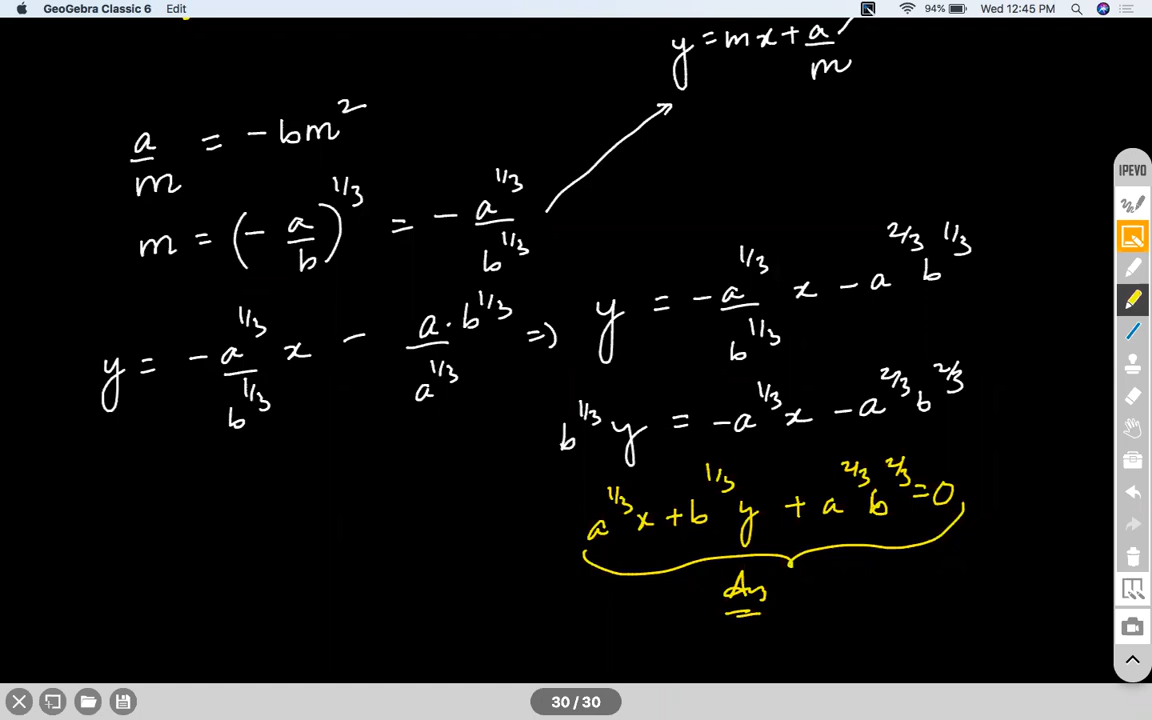 GeoGebra Classic 6 Edit 94% Wed 12:45 PM
y = mx + a/m
a/m = -bm²
m = (-a/b)^1/3 = -a^1/3/b^1/3
IPEVO
y = -a^1/3/b^1/3 x - a·b^1/3/a^1/3 => y = -a^1/3/b^1/3 x - a^2/3 b^1/3
b^1/3 y = -a^1/3 x - a^2/3 b^2/3
a^1/3 x + b^1/3 y + a^2/3 b^2/3 = 0
Ans
30 / 30